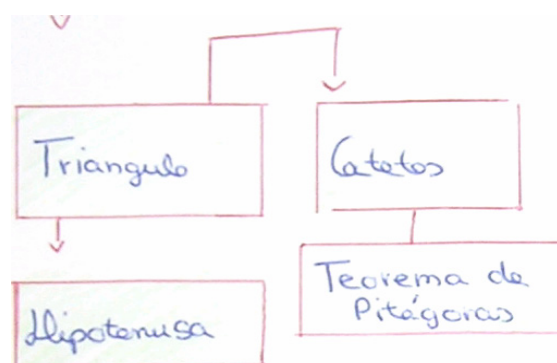 Triangulo
Catetos
Hipotenusa
Teorema de
Pitágoras